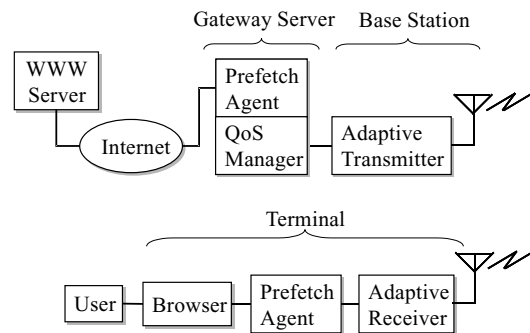 Gateway Server
Base Station
WWW
Server
Prefetch
Agent
Internet
QoS
Manager
Adaptive
Transmitter
Terminal
User
Browser
Prefetch
Agent
Adaptive
Receiver